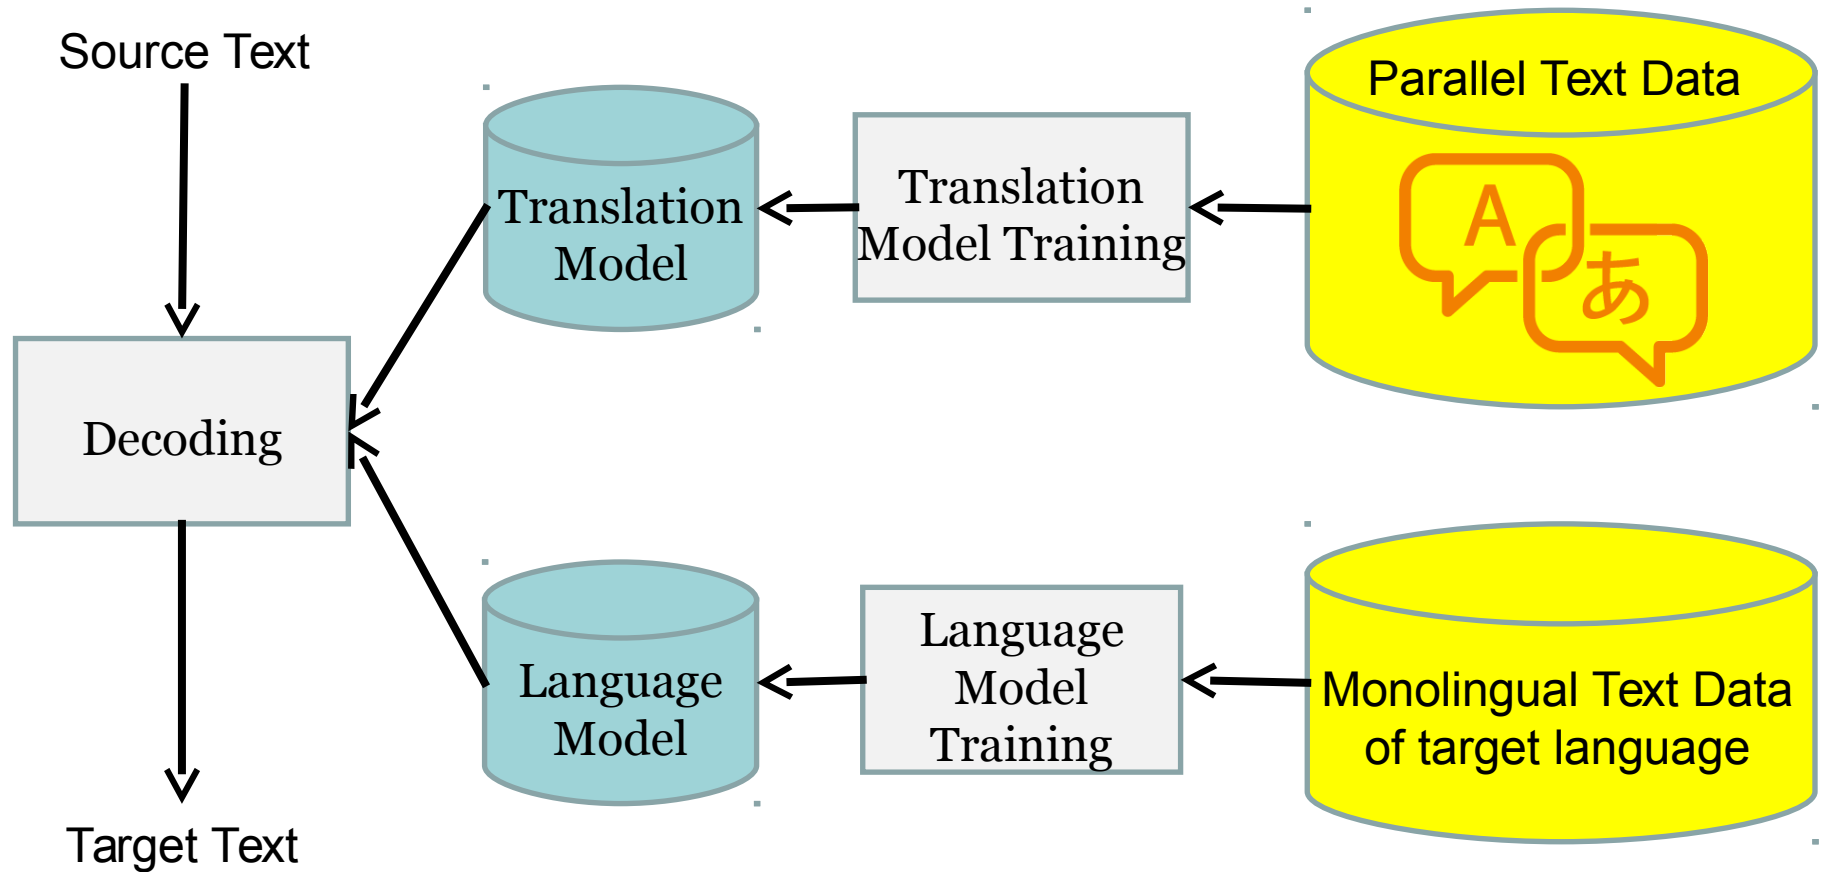 Source Text
Parallel Text Data
A
あ
Translation
Model
Translation
Model Training
Decoding
Language
Model
Language
Model
Training
Monolingual Text Data
of target language
Target Text